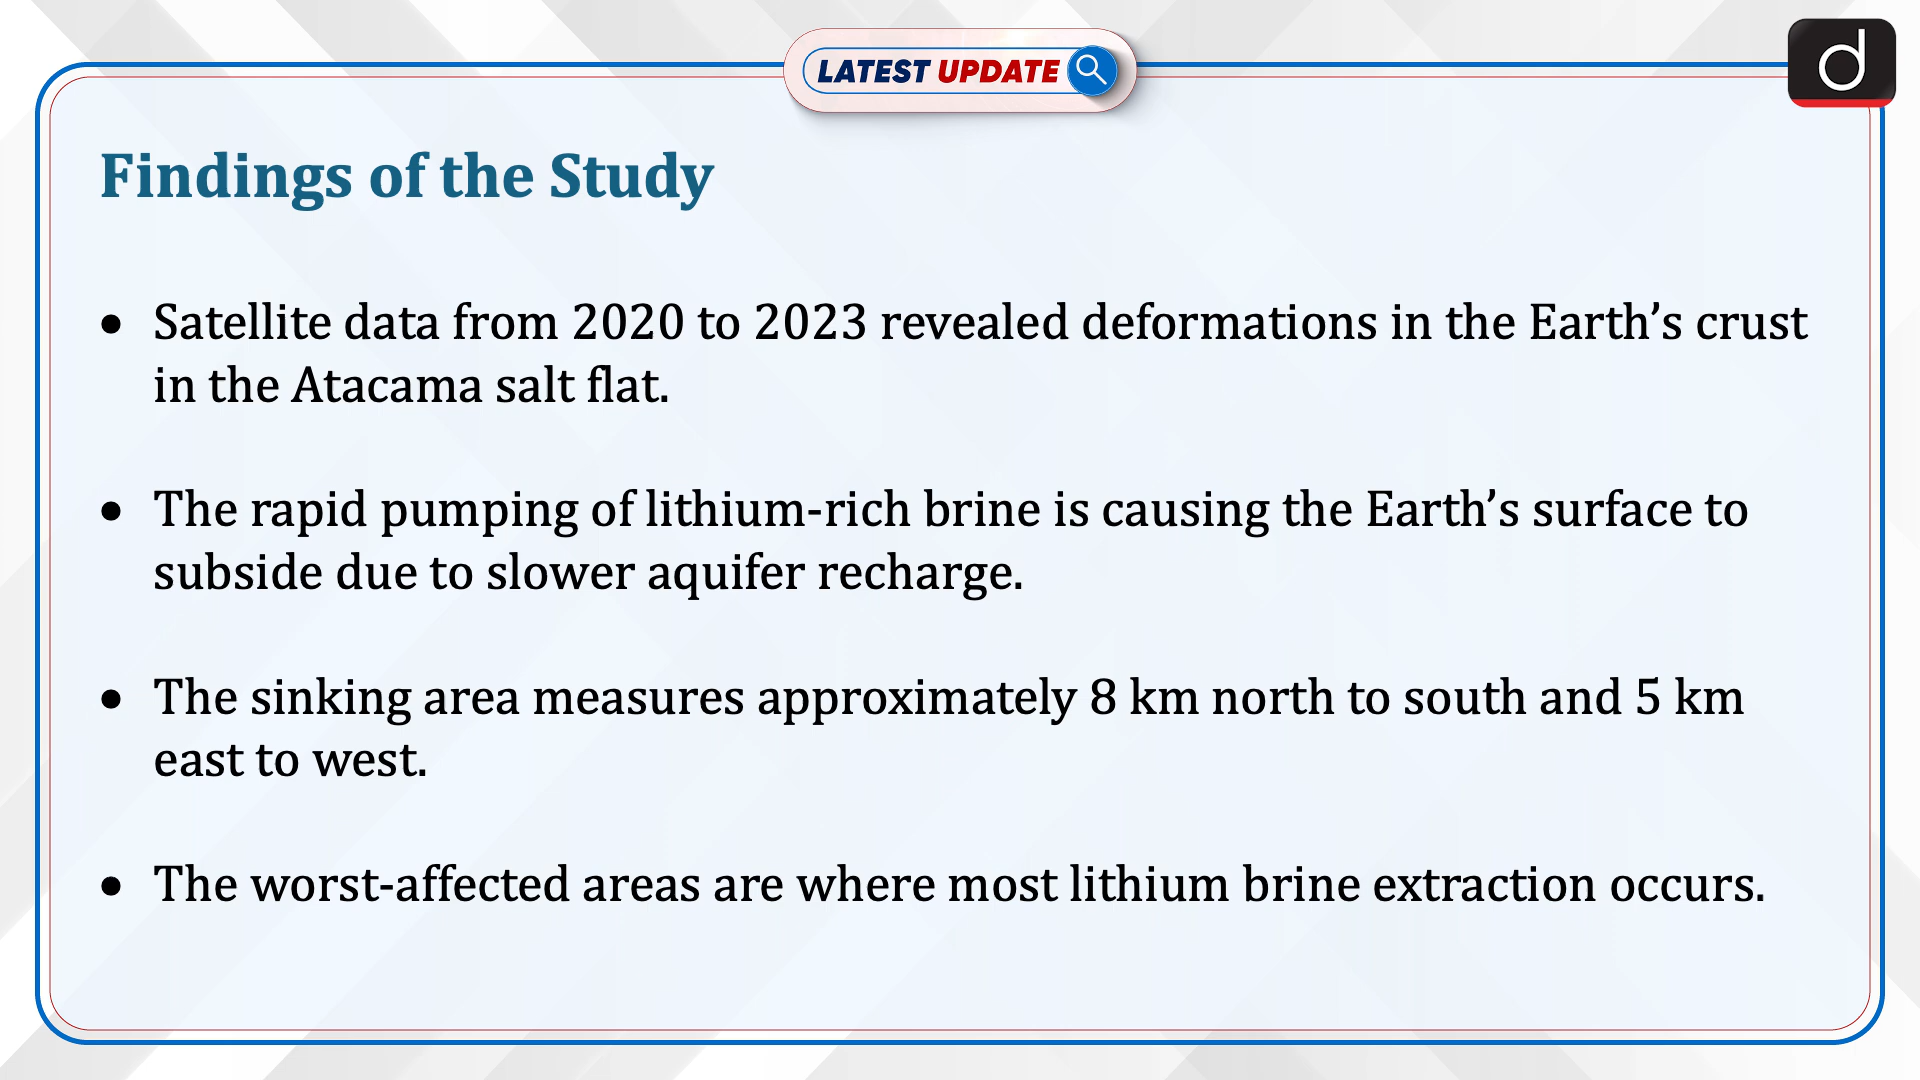 LATEST UPDATE
d
Findings of the Study
• Satellite data from 2020 to 2023 revealed deformations in the Earth’s crust
in the Atacama salt flat.
• The rapid pumping of lithium-rich brine is causing the Earth’s surface to
subside due to slower aquifer recharge.
• The sinking area measures approximately 8 km north to south and 5 km
east to west.
• The worst-affected areas are where most lithium brine extraction occurs.